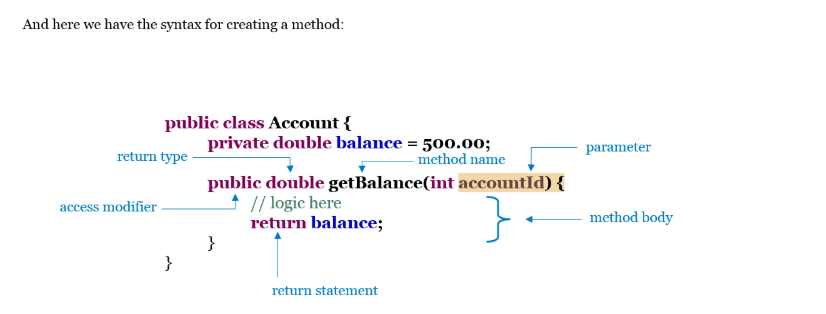 And here we have the syntax for creating a method:
public class Account {
private double balance = 500.00;
return type
method name
parameter
public double getBalance(int accountId) {
access modifier
// logic here
method body
return balance;
}
}
return statement